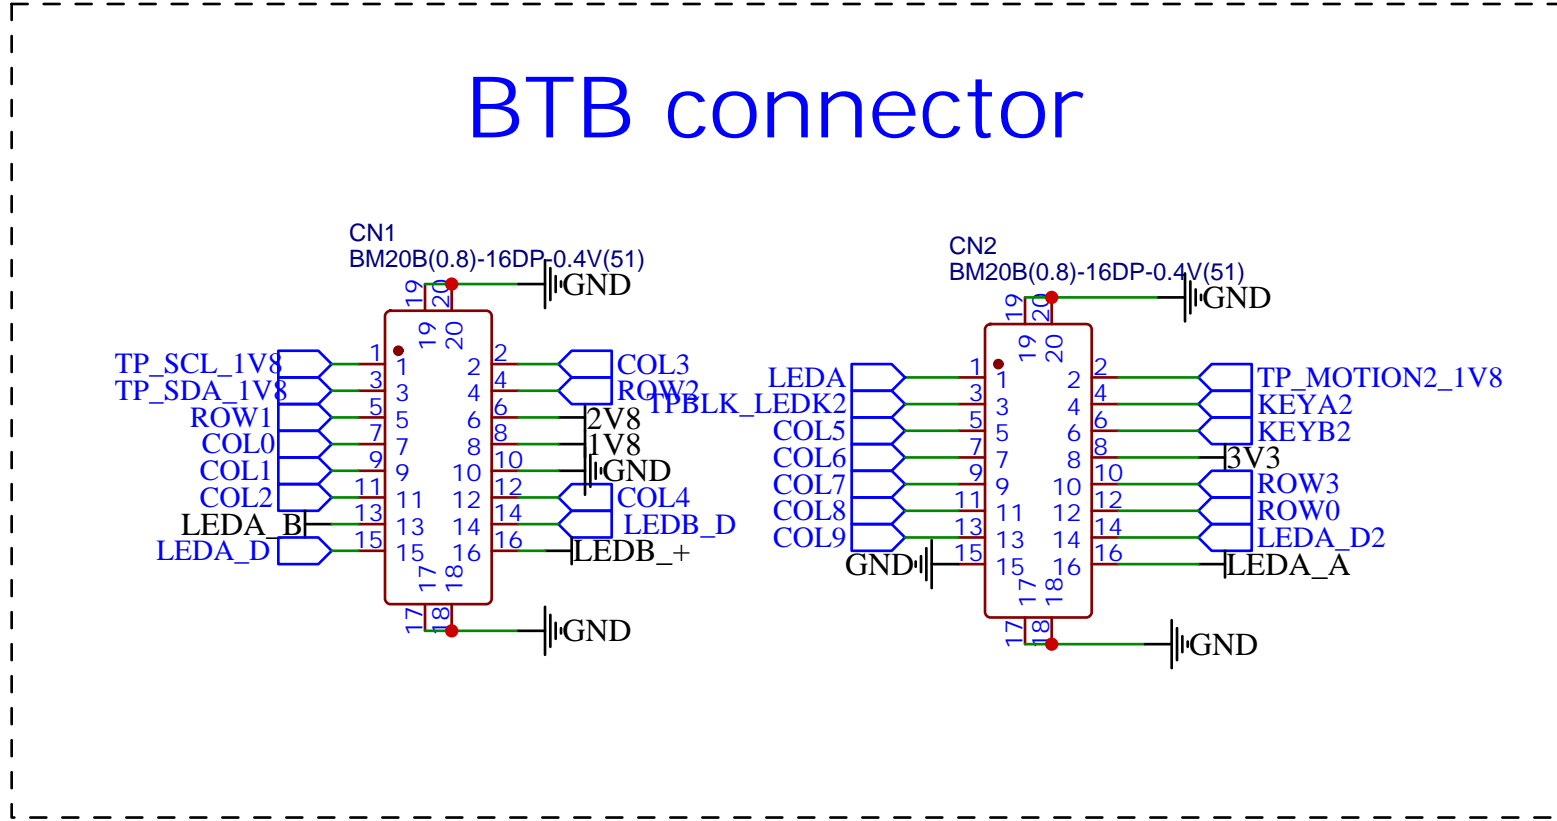 BTB connector
CN1
BM20B(0.8)-16DP-0.4V(51)
19 20 GND
19 20
TP_SCL_1V8 1 1 2 2 COL3
TP_SDA_1V8 3 3 4 4 ROW2
ROW1 5 5 6 6 2V8
COL0 7 7 8 8 1V8
COL1 9 9 10 10 GND
COL2 11 11 12 12 COL4
LEDA_B 13 13 14 14 LEDB_D
LEDA_D 15 15 16 16 LEDB_+
17 18
17 18 GND
CN2
BM20B(0.8)-16DP-0.4V(51)
19 20 GND
19 20
LEDA 1 1 2 2 TP_MOTION2_1V8
TPBLK_LEDK2 3 3 4 4 KEYA2
COL5 5 5 6 6 KEYB2
COL6 7 7 8 8 3V3
COL7 9 9 10 10 ROW3
COL8 11 11 12 12 ROW0
COL9 13 13 14 14 LEDA_D2
GND 15 15 16 16 LEDA_A
17 18
17 18 GND